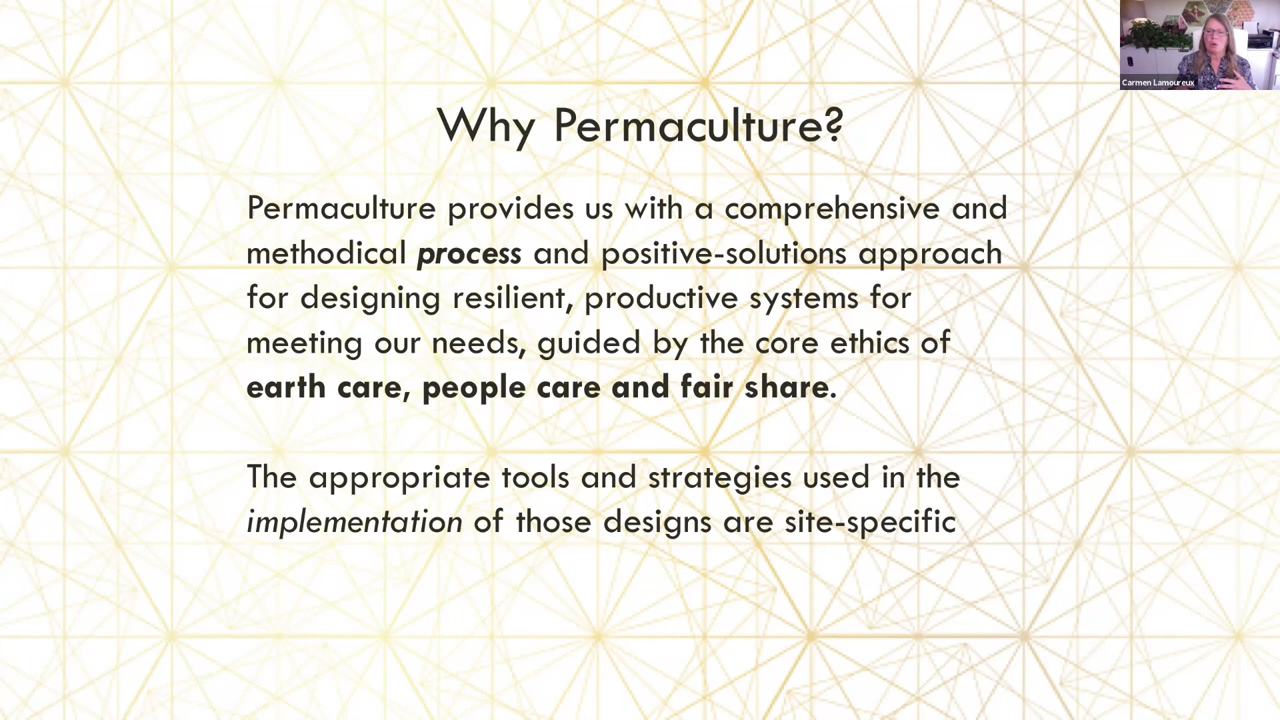 Carmen Lamoureux
Why Permaculture?
Permaculture provides us with a comprehensive and
methodical process and positive-solutions approach
for designing resilient, productive systems for
meeting our needs, guided by the core ethics of
earth care, people care and fair share.
The appropriate tools and strategies used in the
implementation of those designs are site-specific